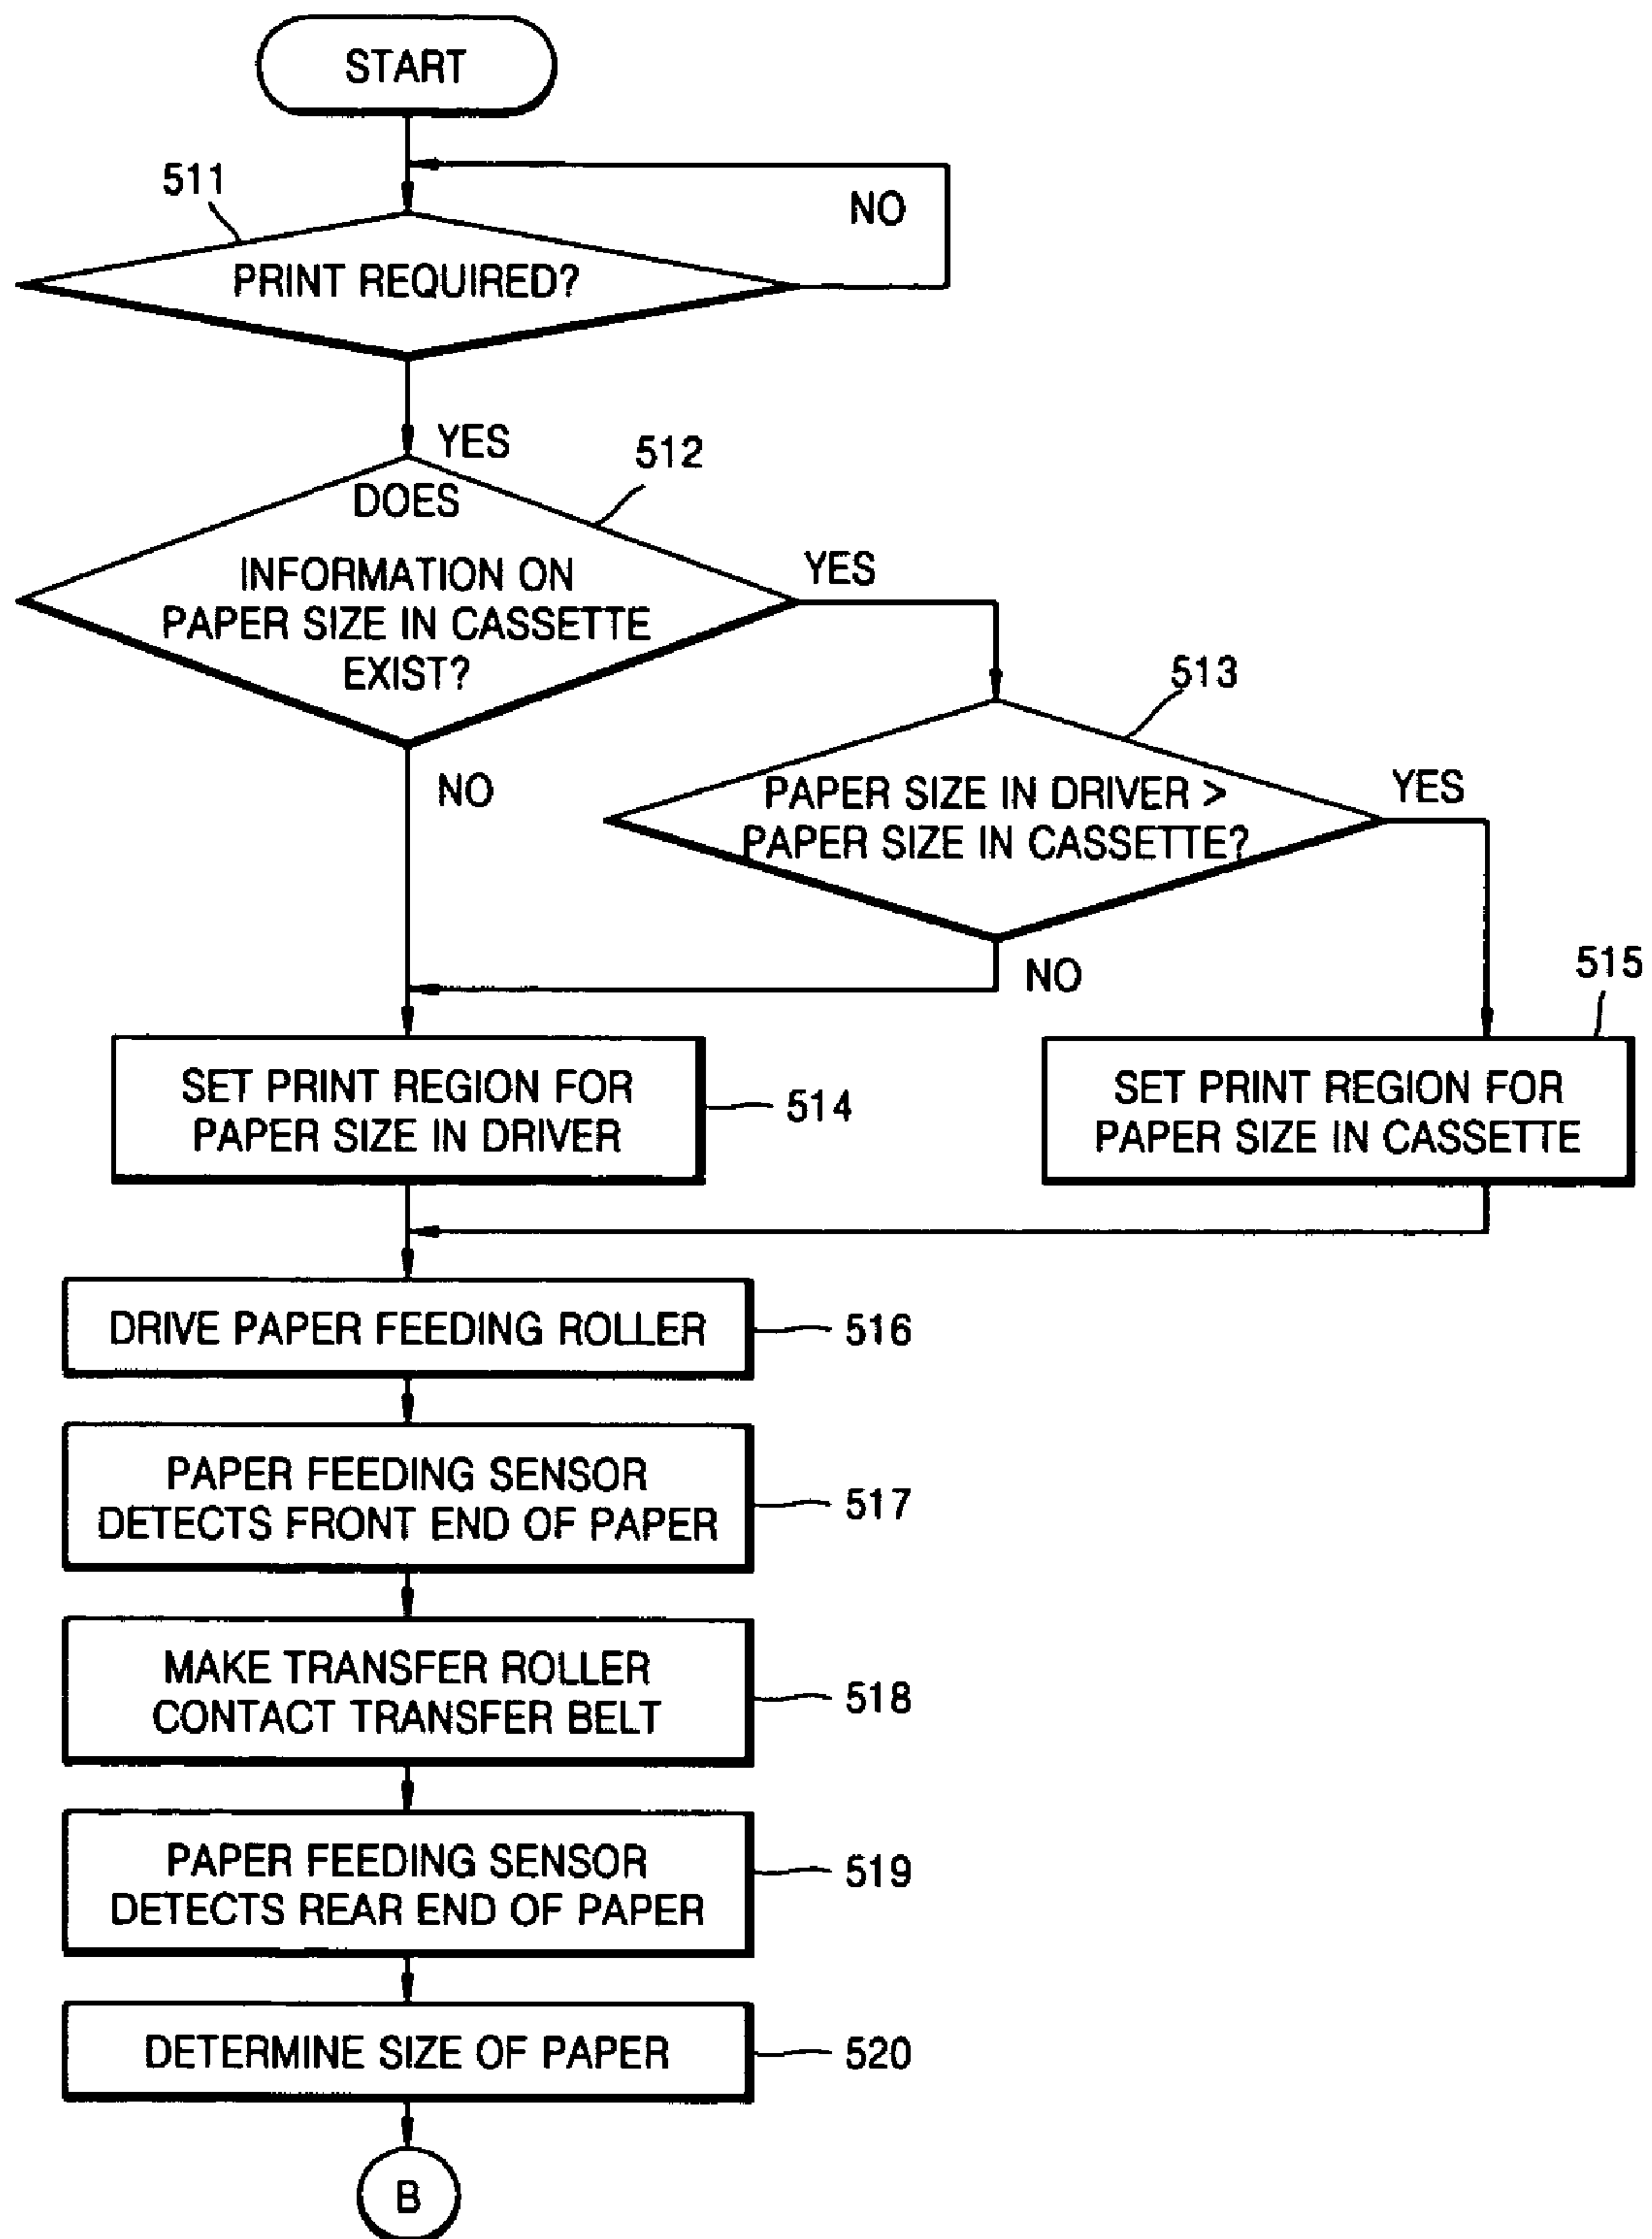 START
511
NO
PRINT REQUIRED?
YES
512
DOES
INFORMATION ON
PAPER SIZE IN CASSETTE
EXIST?
YES
513
NO
PAPER SIZE IN DRIVER >
PAPER SIZE IN CASSETTE?
YES
NO
515
SET PRINT REGION FOR
PAPER SIZE IN DRIVER
514
SET PRINT REGION FOR
PAPER SIZE IN CASSETTE
DRIVE PAPER FEEDING ROLLER
516
PAPER FEEDING SENSOR
DETECTS FRONT END OF PAPER
517
MAKE TRANSFER ROLLER
CONTACT TRANSFER BELT
518
PAPER FEEDING SENSOR
DETECTS REAR END OF PAPER
519
DETERMINE SIZE OF PAPER
520
B